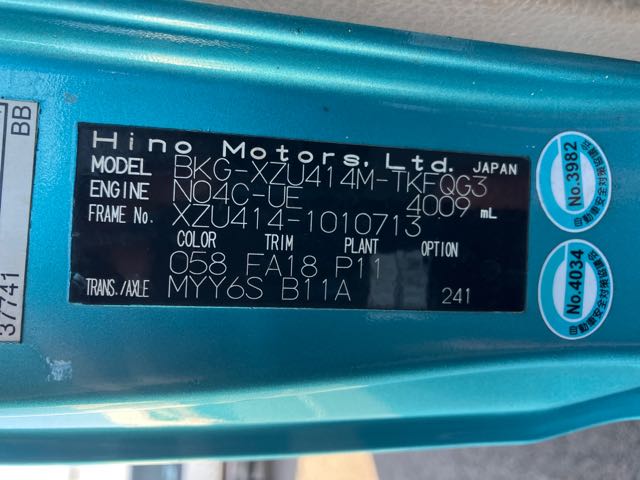 Hino Motors, Ltd. JAPAN
MODEL BKG-XZU414M-TKFQG3
ENGINE N04C-UE 4009 mL
FRAME No. XZU414-1010713
COLOR TRIM PLANT OPTION
058 FA18 P11
TRANS./AXLE MYY6S B11A 241
BB
37741
No.3982
No.4034